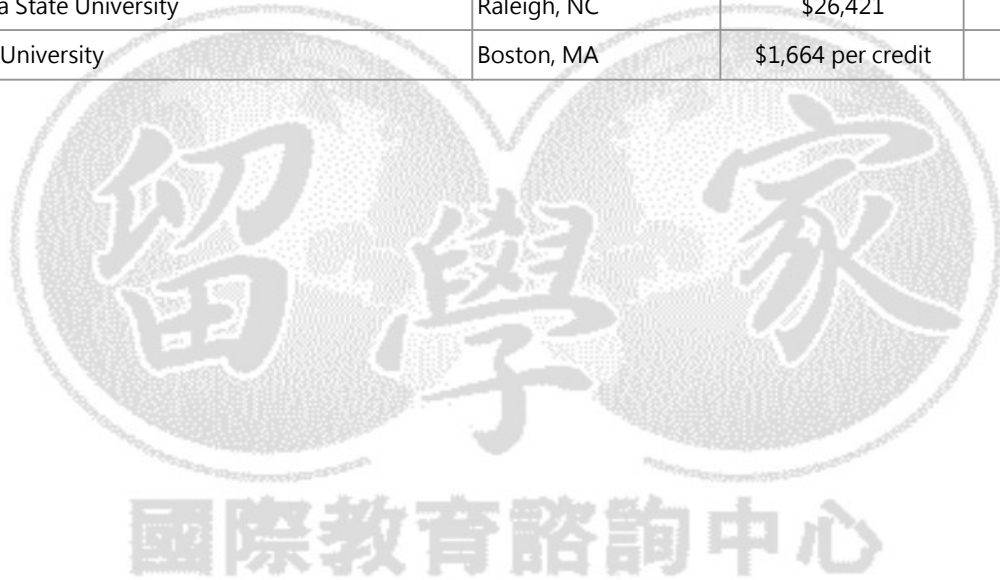 a State University Raleigh, NC $26,421
University Boston, MA $1,664 per credit
留學家
國際教育諮詢中心